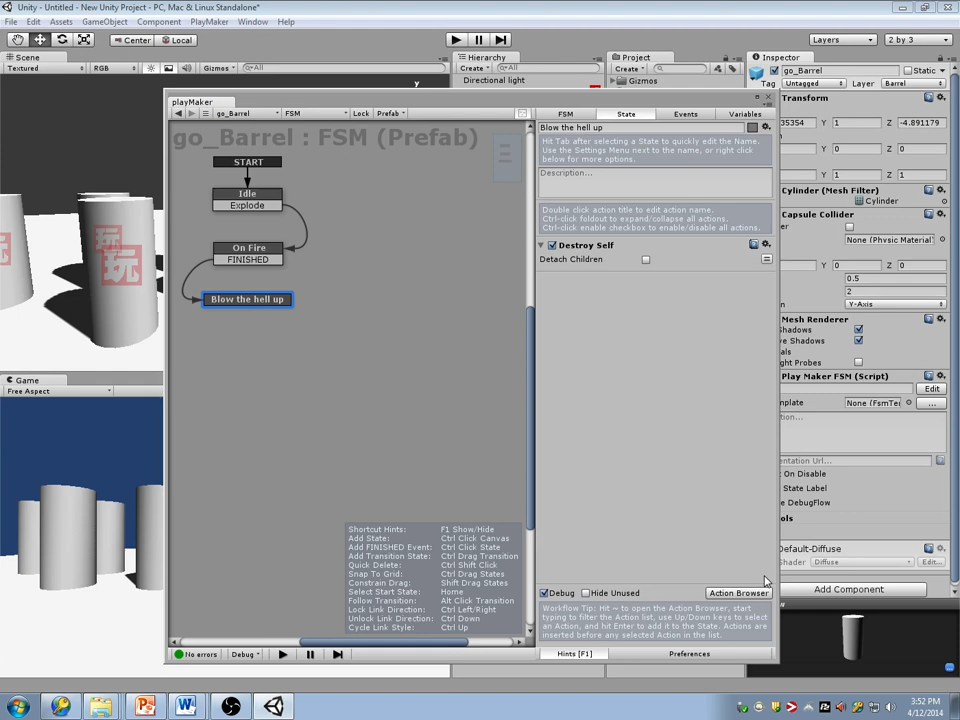 Unity - Untitled - New Unity Project - PC, Mac & Linux Standalone*
File Edit Assets GameObject Component PlayMaker Window Help
Center Local Layers 2 by 3
Scene
Textured RGB Gizmos All
Hierarchy
Create All
Directional light
Project
Create
Gizmos
Inspector
go_Barrel Static
Tag Untagged Layer Barrel
Transform
35354 Y 1 Z -4.891179
0 Y 0 Z 0
Y 1 Z 1
Cylinder (Mesh Filter)
Cylinder
Capsule Collider
None (Physic Material)
Y 0 Z 0
0.5
2
Y-Axis
Mesh Renderer
Shadows
ve Shadows
als
ght Probes
Play Maker FSM (Script)
Edit
mplate None (FsmTe
...
On Disable
State Label
DebugFlow
ols
Default-Diffuse
Shader Diffuse Edit...
Add Component
y
玩
玩
Game
Free Aspect
playMaker
go_Barrel FSM Lock Prefab
go_Barrel : FSM (Prefab)
START
Idle
Explode
On Fire
FINISHED
Blow the hell up
Shortcut Hints: F1 Show/Hide
Add State: Ctrl Click Canvas
Add FINISHED Event: Ctrl Click State
Add Transition State: Ctrl Drag Transition
Quick Delete: Ctrl Shift Click
Snap To Grid: Ctrl Drag States
Constrain Drag: Shift Drag States
Select Start State: Home
Follow Transition: Alt Click Transition
Lock Link Direction: Ctrl Left/Right
Unlock Link Direction: Ctrl Down
Cycle Link Style: Ctrl Up
FSM State Events Variables
Blow the hell up
Hit Tab after selecting a State to quickly edit the Name.
Use the Settings Menu next to the name, or right click
below for more options.
Description...
Double click action title to edit action name.
Ctrl-click foldout to expand/collapse all actions.
Ctrl-click enable checkbox to enable/disable all actions.
Destroy Self
Detach Children
Debug Hide Unused Action Browser
Workflow Tip: Hit ~ to open the Action Browser, start
typing to filter the Action list, use Up/Down keys to select
an Action, and hit Enter to add it to the State. Actions are
inserted before any selected Action in the list.
No errors Debug Hints [F1] Preferences
3:52 PM
4/12/2014